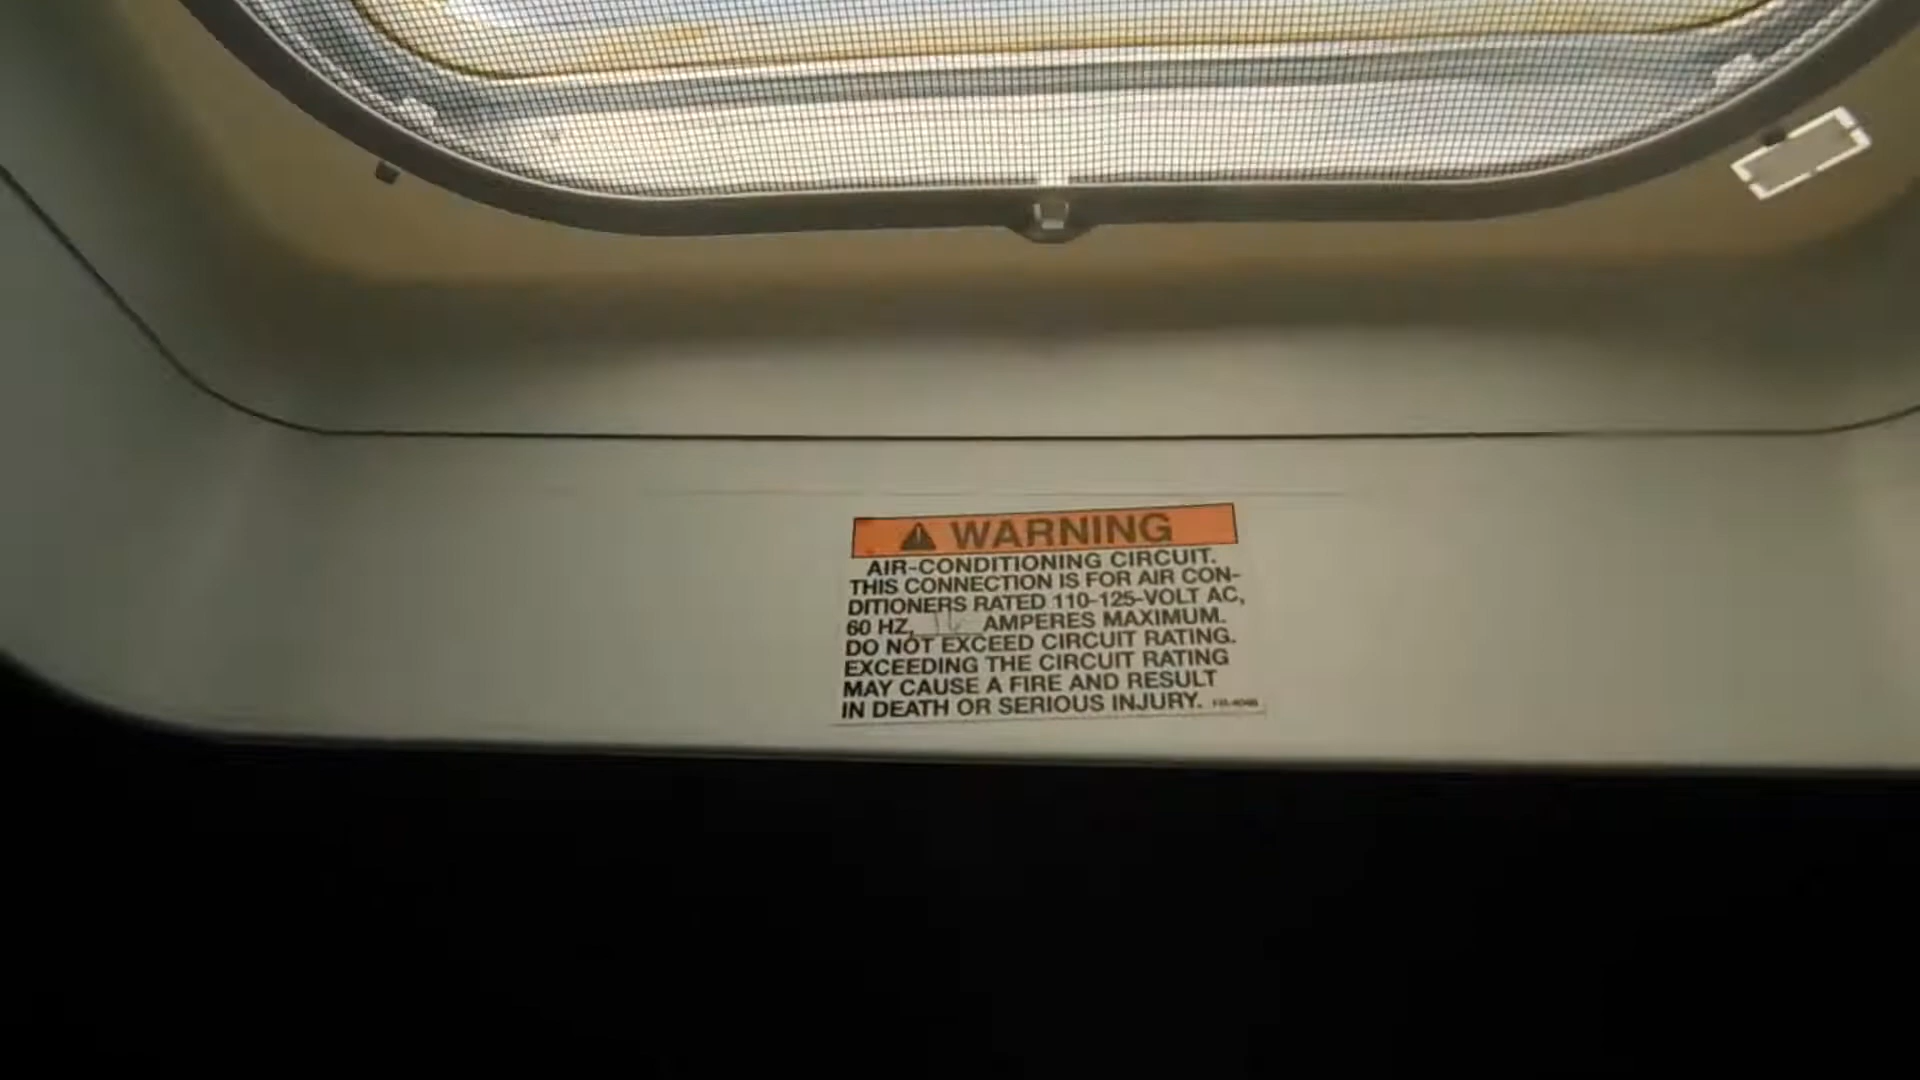 WARNING
AIR-CONDITIONING CIRCUIT.
THIS CONNECTION IS FOR AIR CON-
DITIONERS RATED 110-125-VOLT AC,
60 HZ, AMPERES MAXIMUM.
DO NOT EXCEED CIRCUIT RATING.
EXCEEDING THE CIRCUIT RATING
MAY CAUSE A FIRE AND RESULT
IN DEATH OR SERIOUS INJURY.